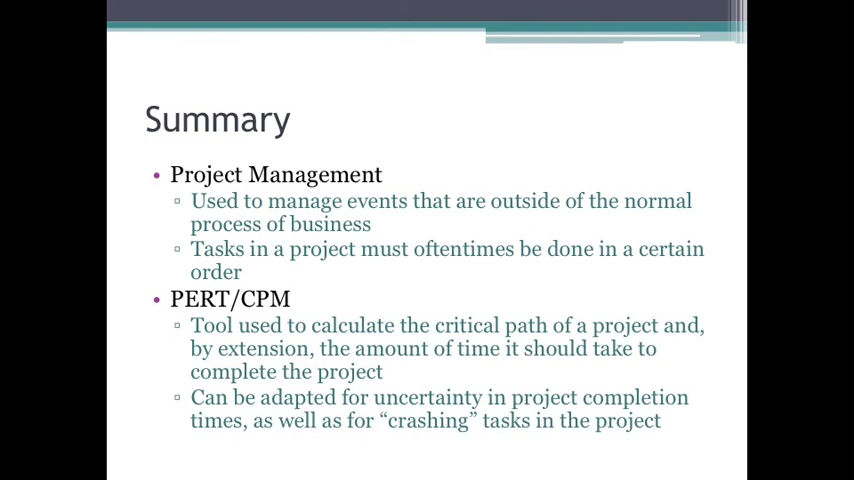 Summary
• Project Management
▫ Used to manage events that are outside of the normal
process of business
▫ Tasks in a project must oftentimes be done in a certain
order
• PERT/CPM
▫ Tool used to calculate the critical path of a project and,
by extension, the amount of time it should take to
complete the project
▫ Can be adapted for uncertainty in project completion
times, as well as for “crashing” tasks in the project